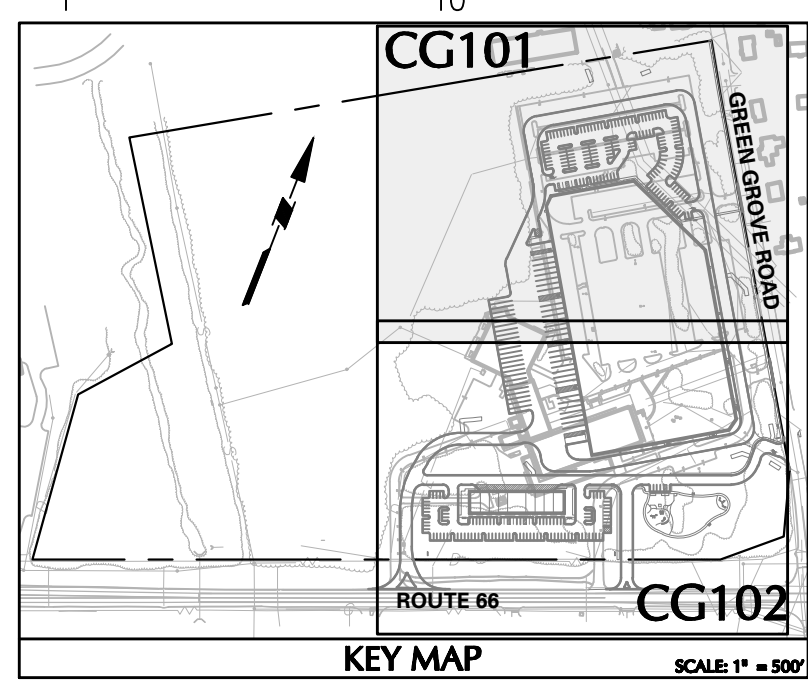 1
10
CG101
GREEN GROVE ROAD
ROUTE 66
CG102
KEY MAP
SCALE: 1" = 500'